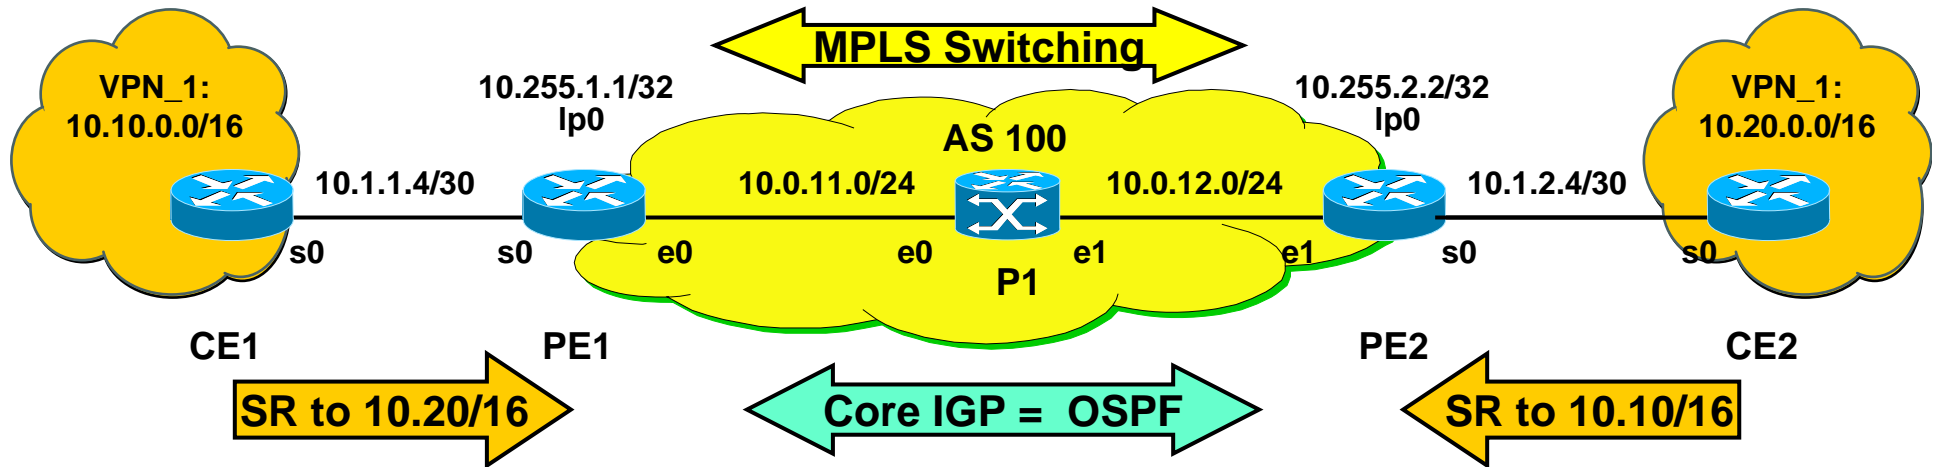 MPLS Switching
VPN_1:
10.10.0.0/16
10.255.1.1/32
lp0
10.255.2.2/32
lp0
VPN_1:
10.20.0.0/16
AS 100
10.1.1.4/30
10.0.11.0/24
10.0.12.0/24
10.1.2.4/30
s0
s0
e0
e0
e1
e1
s0
s0
P1
CE1
PE1
PE2
CE2
SR to 10.20/16
Core IGP = OSPF
SR to 10.10/16